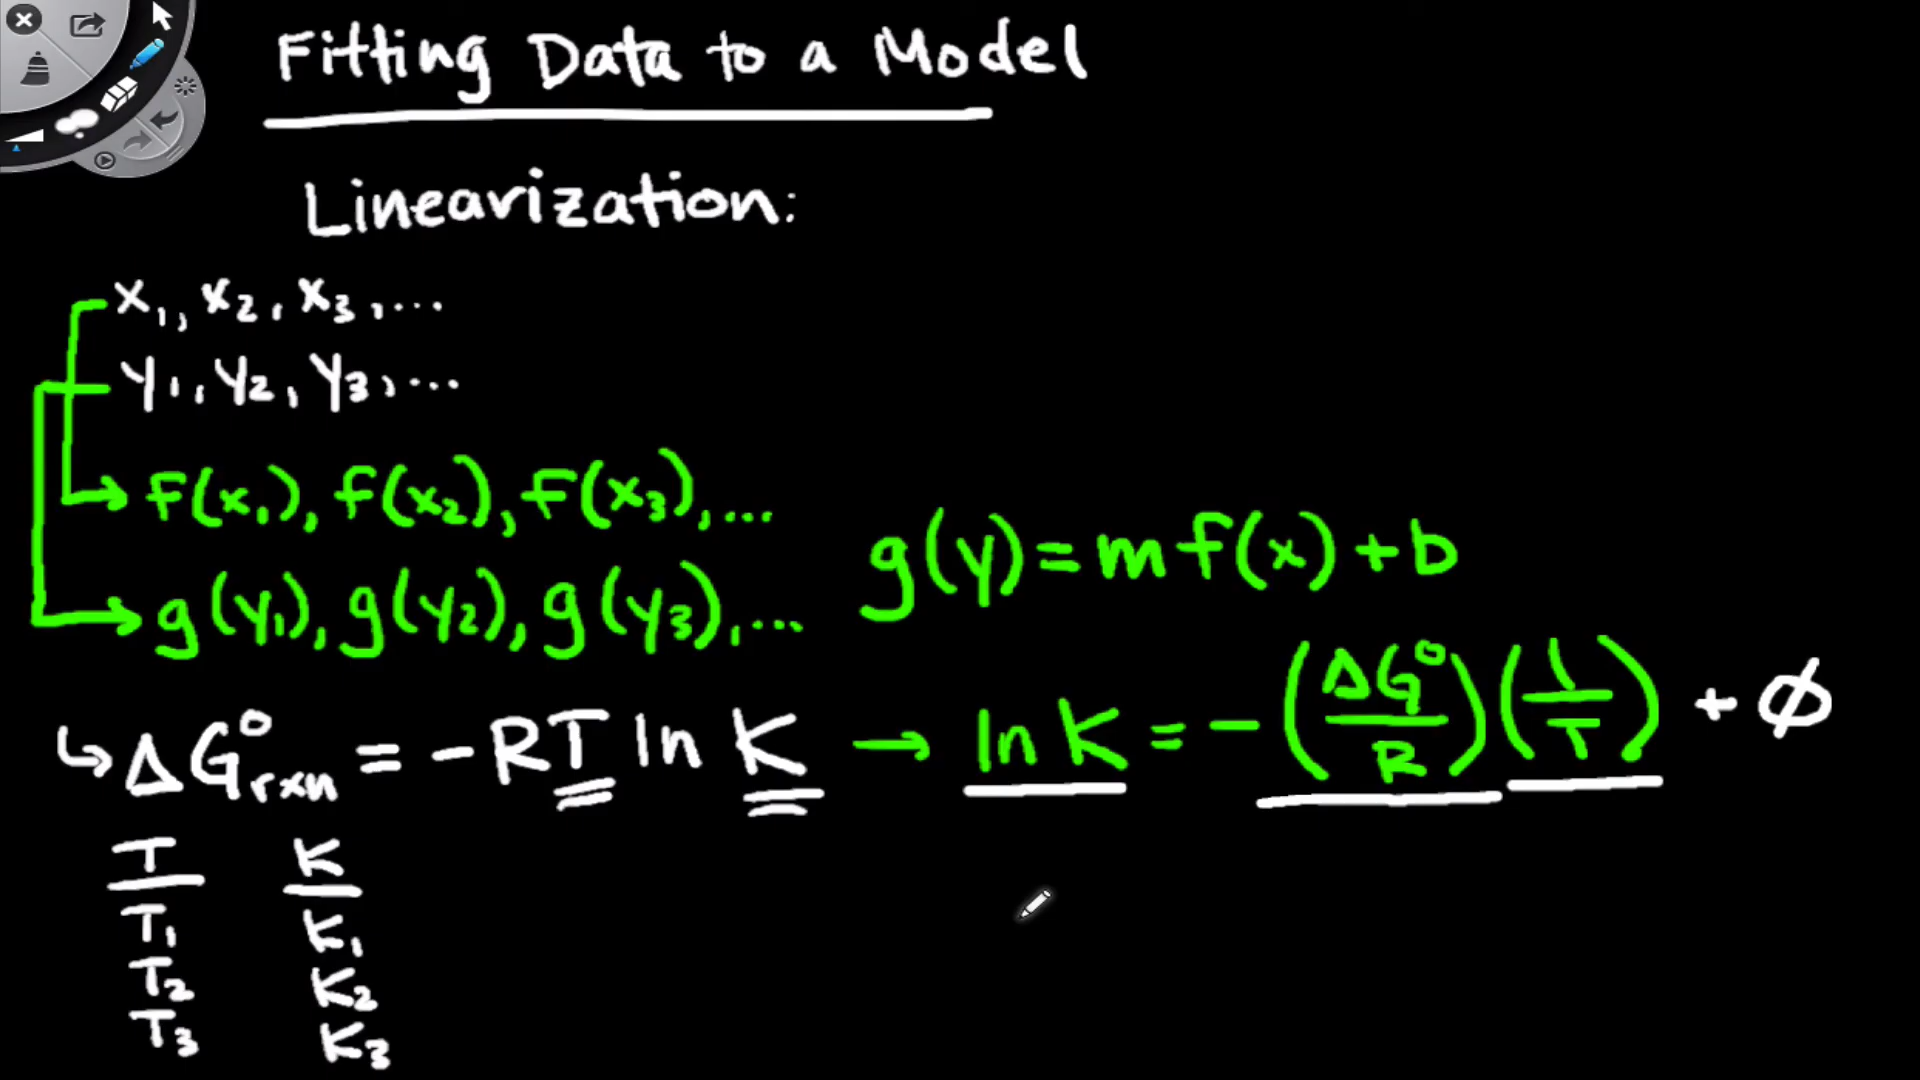 Fitting Data to a Model
Linearization:
x₁, x₂, x₃, ...
y₁, y₂, y₃, ...
f(x₁), f(x₂), f(x₃), ...
g(y₁), g(y₂), g(y₃), ...
g(y) = m f(x) + b
↳ ΔG°rxn = -RT ln K → ln K = -(ΔG°/R)(1/T) + ϕ
T K
T₁ K₁
T₂ K₂
T₃ K₃